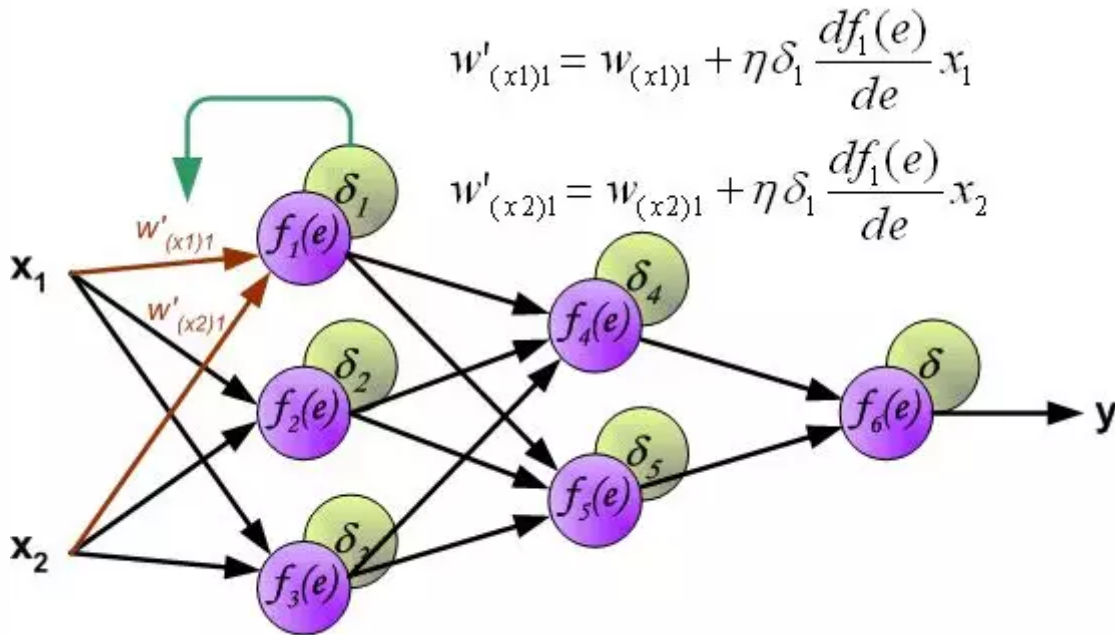 w'(x1)1 = w(x1)1 + ηδ1 df1(e)/de x1
w'(x2)1 = w(x2)1 + ηδ1 df1(e)/de x2
δ1
f1(e)
w'(x1)1
x1
w'(x2)1
δ4
f4(e)
δ2
f2(e)
δ
f6(e)
y
δ5
f5(e)
x2
δ3
f3(e)